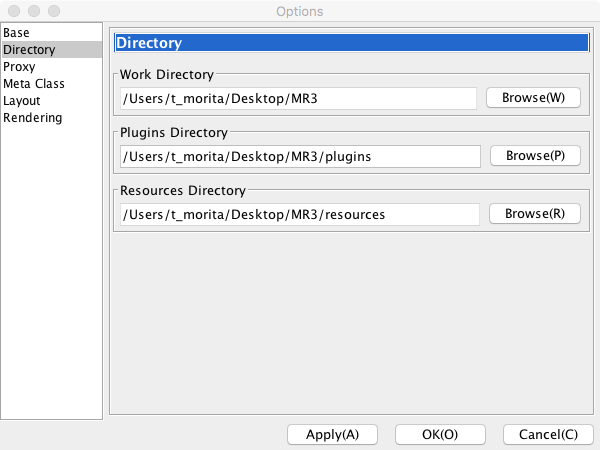 Options
Base
Directory
Proxy
Meta Class
Layout
Rendering
Directory
Work Directory
/Users/t_morita/Desktop/MR3
Browse(W)
Plugins Directory
/Users/t_morita/Desktop/MR3/plugins
Browse(P)
Resources Directory
/Users/t_morita/Desktop/MR3/resources
Browse(R)
Apply(A)
OK(O)
Cancel(C)